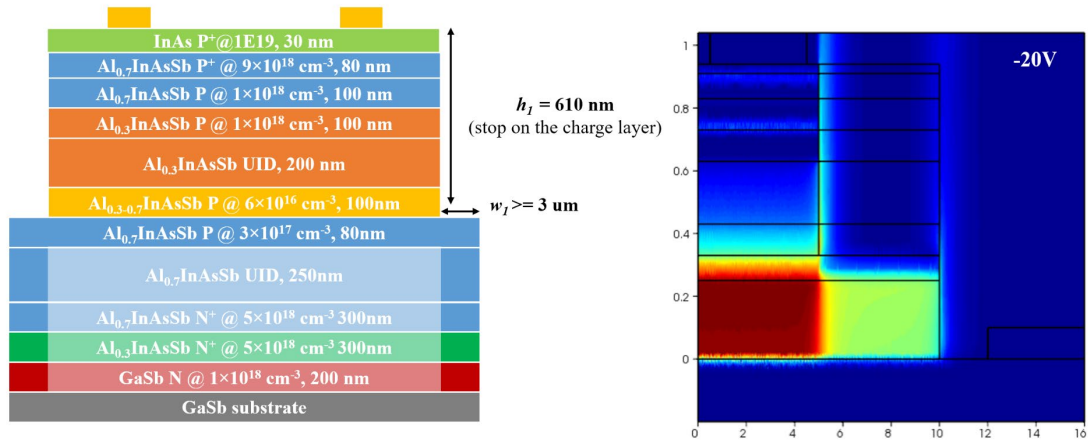 InAs P⁺@1E19, 30 nm
Al₀.₇InAsSb P⁺ @ 9×10¹⁸ cm⁻³, 80 nm
Al₀.₇InAsSb P @ 1×10¹⁸ cm⁻³, 100 nm
Al₀.₃InAsSb P @ 1×10¹⁸ cm⁻³, 100 nm
Al₀.₃InAsSb UID, 200 nm
Al₀.₃₋₀.₇InAsSb P @ 6×10¹⁶ cm⁻³, 100nm
Al₀.₇InAsSb P @ 3×10¹⁷ cm⁻³, 80nm
Al₀.₇InAsSb UID, 250nm
Al₀.₇InAsSb N⁺ @ 5×10¹⁸ cm⁻³ 300nm
Al₀.₃InAsSb N⁺ @ 5×10¹⁸ cm⁻³ 300nm
GaSb N @ 1×10¹⁸ cm⁻³, 200 nm
GaSb substrate
h₁ = 610 nm
(stop on the charge layer)
w₁ >= 3 um
-20V
1
0.8
0.6
0.4
0.2
0
0 2 4 6 8 10 12 14 16